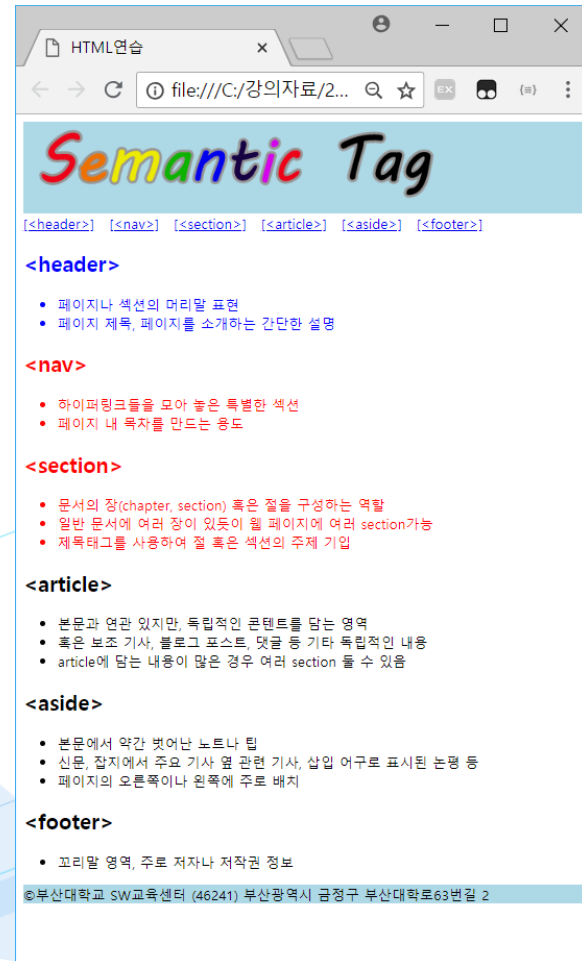 HTML연습
file:///C:/강의자료/2...
EX
Semantic Tag
[<header>] [<nav>] [<section>] [<article>] [<aside>] [<footer>]
<header>
• 페이지나 섹션의 머리말 표현
• 페이지 제목, 페이지를 소개하는 간단한 설명
<nav>
• 하이퍼링크들을 모아 놓은 특별한 섹션
• 페이지 내 목차를 만드는 용도
<section>
• 문서의 장(chapter, section) 혹은 절을 구성하는 역할
• 일반 문서에 여러 장이 있듯이 웹 페이지에 여러 section가능
• 제목태그를 사용하여 절 혹은 섹션의 주제 기입
<article>
• 본문과 연관 있지만, 독립적인 콘텐트를 담는 영역
• 혹은 보조 기사, 블로그 포스트, 댓글 등 기타 독립적인 내용
• article에 담는 내용이 많은 경우 여러 section 둘 수 있음
<aside>
• 본문에서 약간 벗어난 노트나 팁
• 신문, 잡지에서 주요 기사 옆 관련 기사, 삽입 어구로 표시된 논평 등
• 페이지의 오른쪽이나 왼쪽에 주로 배치
<footer>
• 꼬리말 영역, 주로 저자나 저작권 정보
©부산대학교 SW교육센터 (46241) 부산광역시 금정구 부산대학로63번길 2